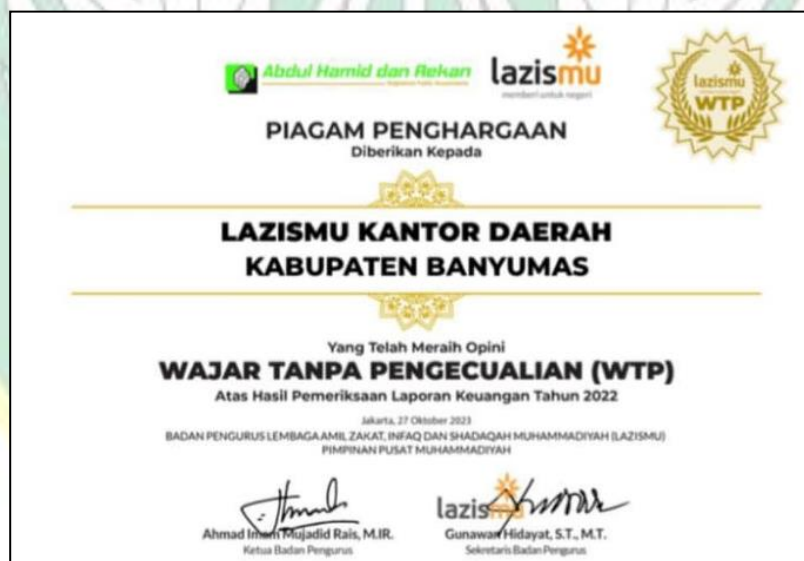 Abdul Hamid dan Rekan
lazismu
memberi untuk negeri
lazismu
WTP
PIAGAM PENGHARGAAN
Diberikan Kepada
LAZISMU KANTOR DAERAH
KABUPATEN BANYUMAS
Yang Telah Meraih Opini
WAJAR TANPA PENGECUALIAN (WTP)
Atas Hasil Pemeriksaan Laporan Keuangan Tahun 2022
Jakarta, 27 Oktober 2023
BADAN PENGURUS LEMBAGA AMIL ZAKAT, INFAQ DAN SHADAQAH MUHAMMADIYAH (LAZISMU)
PIMPINAN PUSAT MUHAMMADIYAH
lazismu
Ahmad Imam Mujadid Rais, M.IR.
Gunawan Hidayat, S.T., M.T.
Ketua Badan Pengurus
Sekretaris Badan Pengurus